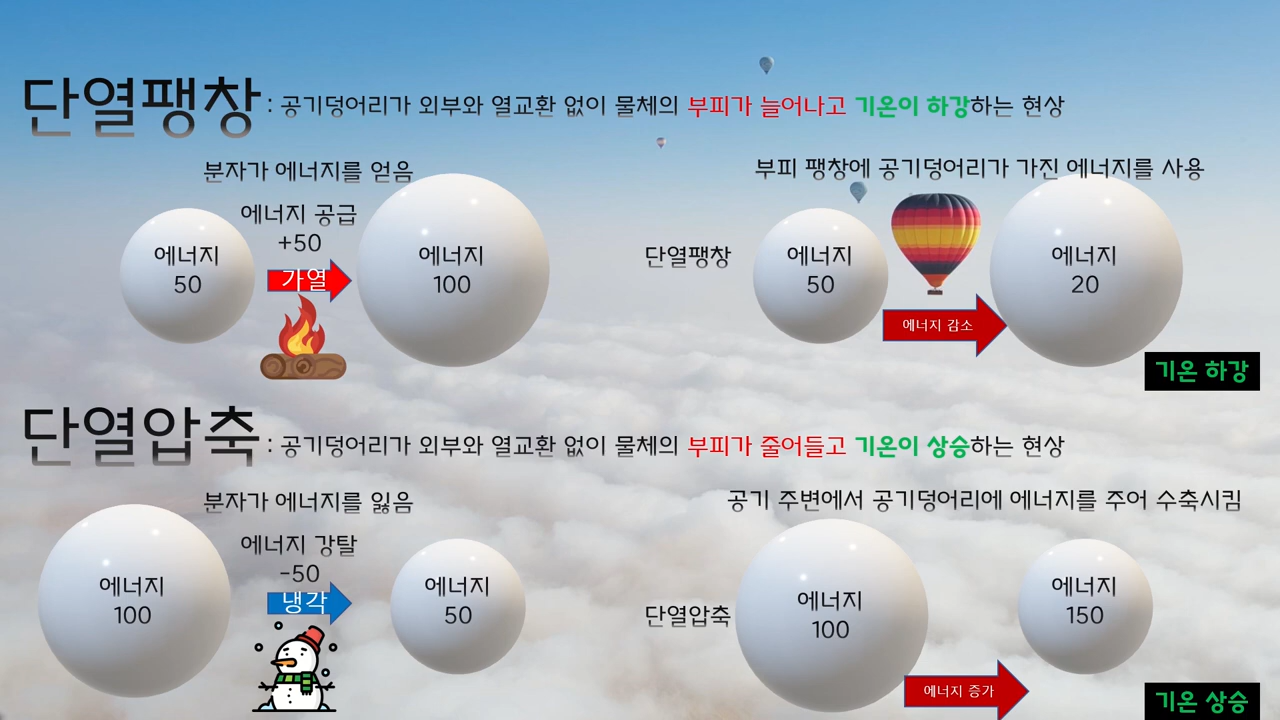 단열팽창 : 공기덩어리가 외부와 열교환 없이 물체의 부피가 늘어나고 기온이 하강하는 현상
분자가 에너지를 얻음
에너지 공급
+50
가열
에너지
50
에너지
100
부피 팽창에 공기덩어리가 가진 에너지를 사용
단열팽창
에너지
50
에너지 감소
에너지
20
기온 하강
단열압축 : 공기덩어리가 외부와 열교환 없이 물체의 부피가 줄어들고 기온이 상승하는 현상
분자가 에너지를 잃음
에너지 강탈
-50
냉각
에너지
100
에너지
50
공기 주변에서 공기덩어리에 에너지를 주어 수축시킴
단열압축
에너지
100
에너지 증가
에너지
150
기온 상승